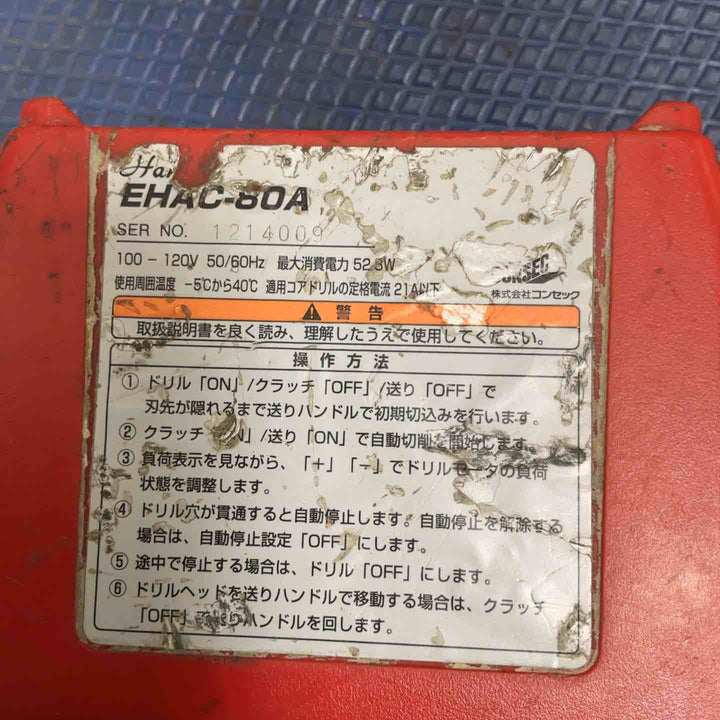 EHAC-80A
SER NO. 1214009
100 - 120V 50/60Hz 最大消費電力 52.3W
使用周囲温度 -5℃から40℃ 適用コアドリルの定格電流 21A以下
CONSEC
株式会社コンセック
警告
取扱説明書を良く読み、理解したうえで使用してください。
操作方法
① ドリル「ON」/クラッチ「OFF」/送り「OFF」で
刃先が隠れるまで送りハンドルで初期切込みを行います。
② クラッチ「ON」/送り「ON」で自動切削を開始します。
③ 負荷表示を見ながら、「+」「-」でドリルモータの負荷
状態を調整します。
④ ドリル穴が貫通すると自動停止します。自動停止を解除する
場合は、自動停止設定「OFF」にします。
⑤ 途中で停止する場合は、ドリル「OFF」にします。
⑥ ドリルヘッドを送りハンドルで移動する場合は、クラッチ
「OFF」で送りハンドルを回します。